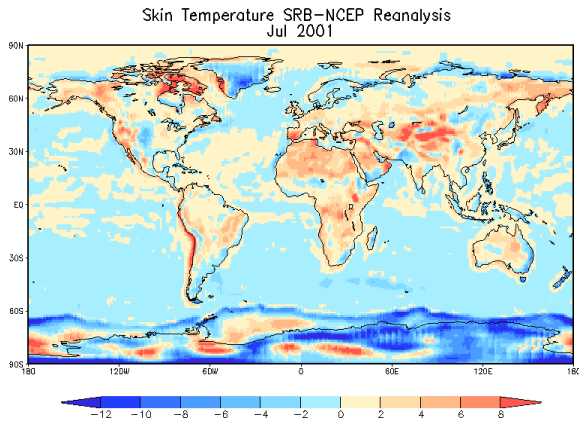 Skin Temperature SRB-NCEP Reanalysis
Jul 2001
90N
60N
30N
EQ
30S
60S
90S
180 120W 60W 0 60E 120E 180
-12 -10 -8 -6 -4 -2 0 2 4 6 8